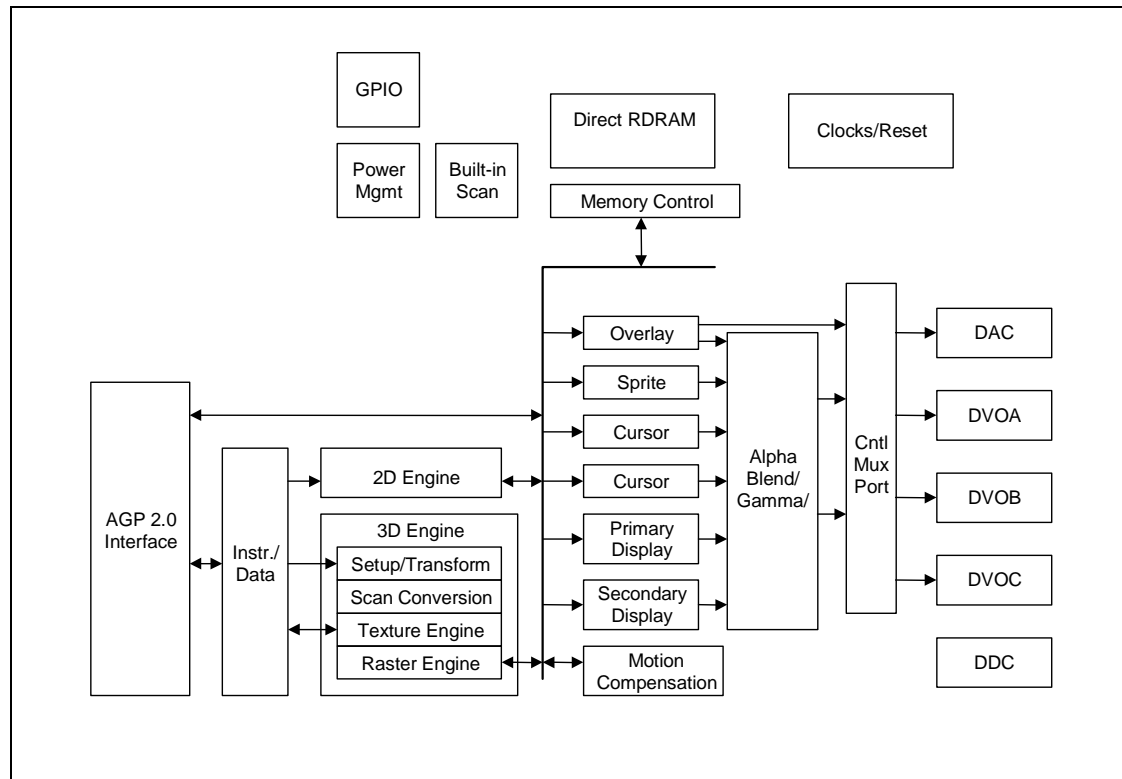 GPIO
Direct RDRAM
Clocks/Reset
Power
Mgmt
Built-in
Scan
Memory Control
Overlay
Sprite
Cursor
Cursor
Primary
Display
Secondary
Display
Motion
Compensation
AGP 2.0
Interface
Instr./
Data
2D Engine
3D Engine
Setup/Transform
Scan Conversion
Texture Engine
Raster Engine
Alpha
Blend/
Gamma/
Cntl
Mux
Port
DAC
DVOA
DVOB
DVOC
DDC